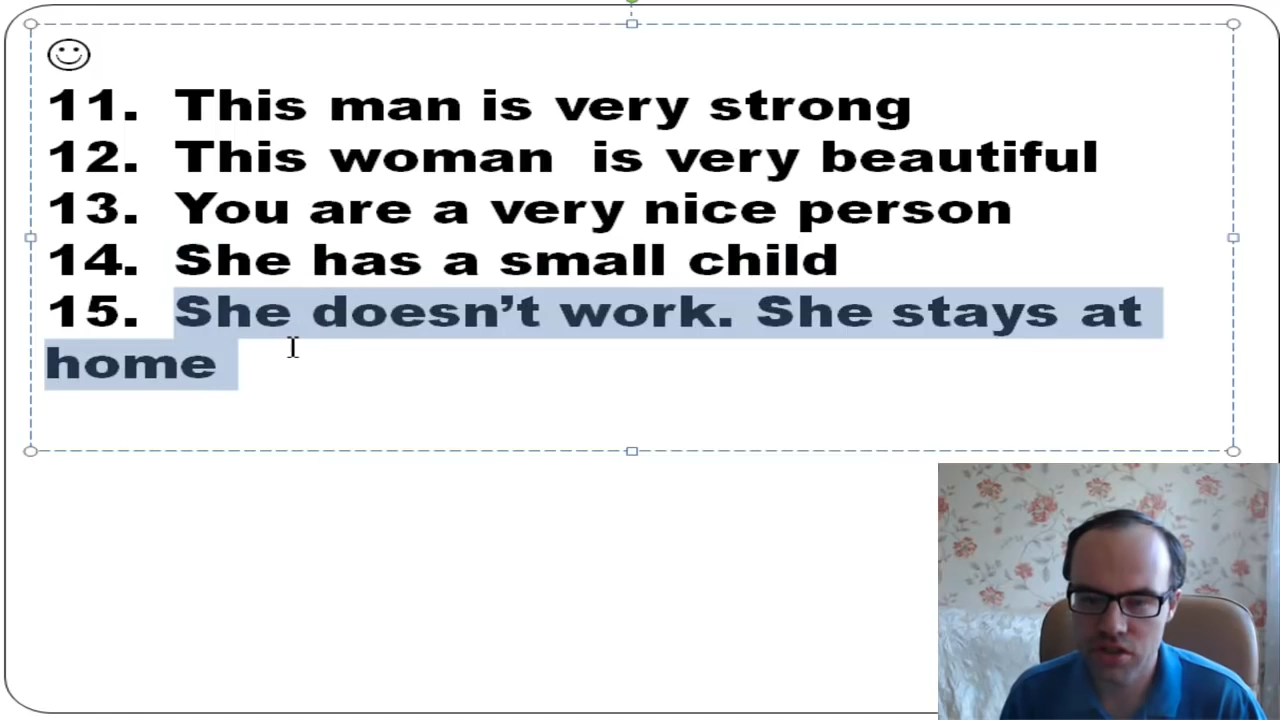 11. This man is very strong
12. This woman is very beautiful
13. You are a very nice person
14. She has a small child
15. She doesn’t work. She stays at
home